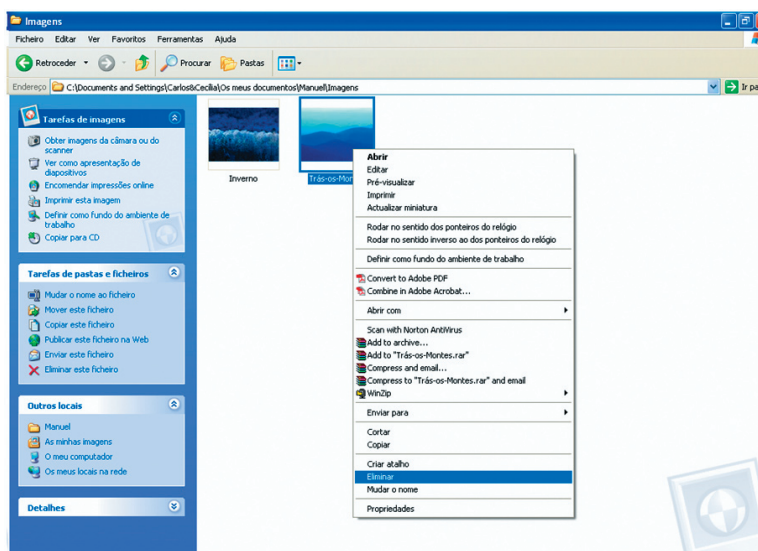 Imagens
Ficheiro Editar Ver Favoritos Ferramentas Ajuda
Retroceder Procurar Pastas
Endereço C:\Documents and Settings\Carlos&Cecília\Os meus documentos\Manuel\Imagens Ir pa
Tarefas de imagens
Obter imagens da câmara ou do
scanner
Ver como apresentação de
diapositivos
Encomendar impressões online
Imprimir esta imagem
Definir como fundo do ambiente de
trabalho
Copiar para CD
Tarefas de pastas e ficheiros
Mudar o nome ao ficheiro
Mover este ficheiro
Copiar este ficheiro
Publicar este ficheiro na Web
Enviar este ficheiro
Eliminar este ficheiro
Outros locais
Manuel
As minhas imagens
O meu computador
Os meus locais na rede
Detalhes
Inverno
Trás-os-Mon
Abrir
Editar
Pré-visualizar
Imprimir
Actualizar miniatura
Rodar no sentido dos ponteiros do relógio
Rodar no sentido inverso ao dos ponteiros do relógio
Definir como fundo do ambiente de trabalho
Convert to Adobe PDF
Combine in Adobe Acrobat...
Abrir com
Scan with Norton AntiVirus
Add to archive...
Add to "Trás-os-Montes.rar"
Compress and email...
Compress to "Trás-os-Montes.rar" and email
WinZip
Enviar para
Cortar
Copiar
Criar atalho
Eliminar
Mudar o nome
Propriedades